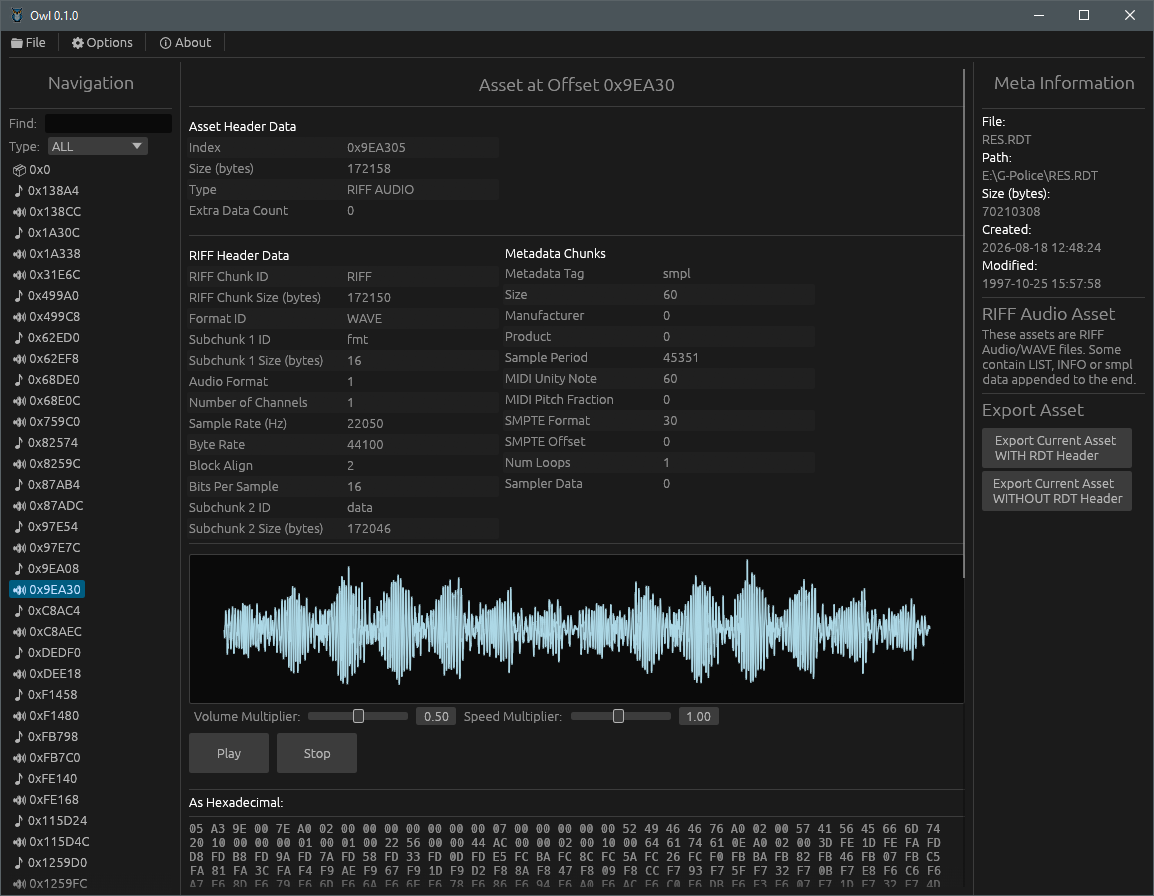 Owl 0.1.0
File Options About
Navigation
Find:
Type: ALL
0x0
0x138A4
0x138CC
0x1A30C
0x1A338
0x31E6C
0x499A0
0x499C8
0x62ED0
0x62EF8
0x68DE0
0x68E0C
0x759C0
0x82574
0x8259C
0x87AB4
0x87ADC
0x97E54
0x97E7C
0x9EA08
0x9EA30
0xC8AC4
0xC8AEC
0xDEDF0
0xDEE18
0xF1458
0xF1480
0xFB798
0xFB7C0
0xFE140
0xFE168
0x115D24
0x115D4C
0x1259D0
0x1259FC
Asset at Offset 0x9EA30
Asset Header Data
Index 0x9EA305
Size (bytes) 172158
Type RIFF AUDIO
Extra Data Count 0
RIFF Header Data
RIFF Chunk ID RIFF
RIFF Chunk Size (bytes) 172150
Format ID WAVE
Subchunk 1 ID fmt
Subchunk 1 Size (bytes) 16
Audio Format 1
Number of Channels 1
Sample Rate (Hz) 22050
Byte Rate 44100
Block Align 2
Bits Per Sample 16
Subchunk 2 ID data
Subchunk 2 Size (bytes) 172046
Metadata Chunks
Metadata Tag smpl
Size 60
Manufacturer 0
Product 0
Sample Period 45351
MIDI Unity Note 60
MIDI Pitch Fraction 0
SMPTE Format 30
SMPTE Offset 0
Num Loops 1
Sampler Data 0
Volume Multiplier: 0.50 Speed Multiplier: 1.00
Play Stop
As Hexadecimal:
05 A3 9E 00 7E A0 02 00 00 00 00 00 00 00 07 00 00 00 00 00 52 49 46 46 76 A0 02 00 57 41 56 45 66 6D 74
20 10 00 00 00 01 00 01 00 22 56 00 00 44 AC 00 00 02 00 10 00 64 61 74 61 0E A0 02 00 3D FE 1D FE FA FD
D8 FD B8 FD 9A FD 7A FD 58 FD 33 FD 0D FD E5 FC BA FC 8C FC 5A FC 26 FC F0 FB BA FB 82 FB 46 FB 07 FB C5
FA 81 FA 3C FA F4 F9 AE F9 67 F9 1D F9 D2 F8 8A F8 47 F8 09 F8 CC F7 93 F7 5F F7 32 F7 0B F7 E8 F6 C6 F6
Meta Information
File:
RES.RDT
Path:
E:\G-Police\RES.RDT
Size (bytes):
70210308
Created:
2026-08-18 12:48:24
Modified:
1997-10-25 15:57:58
RIFF Audio Asset
These assets are RIFF
Audio/WAVE files. Some
contain LIST, INFO or smpl
data appended to the end.
Export Asset
Export Current Asset
WITH RDT Header
Export Current Asset
WITHOUT RDT Header